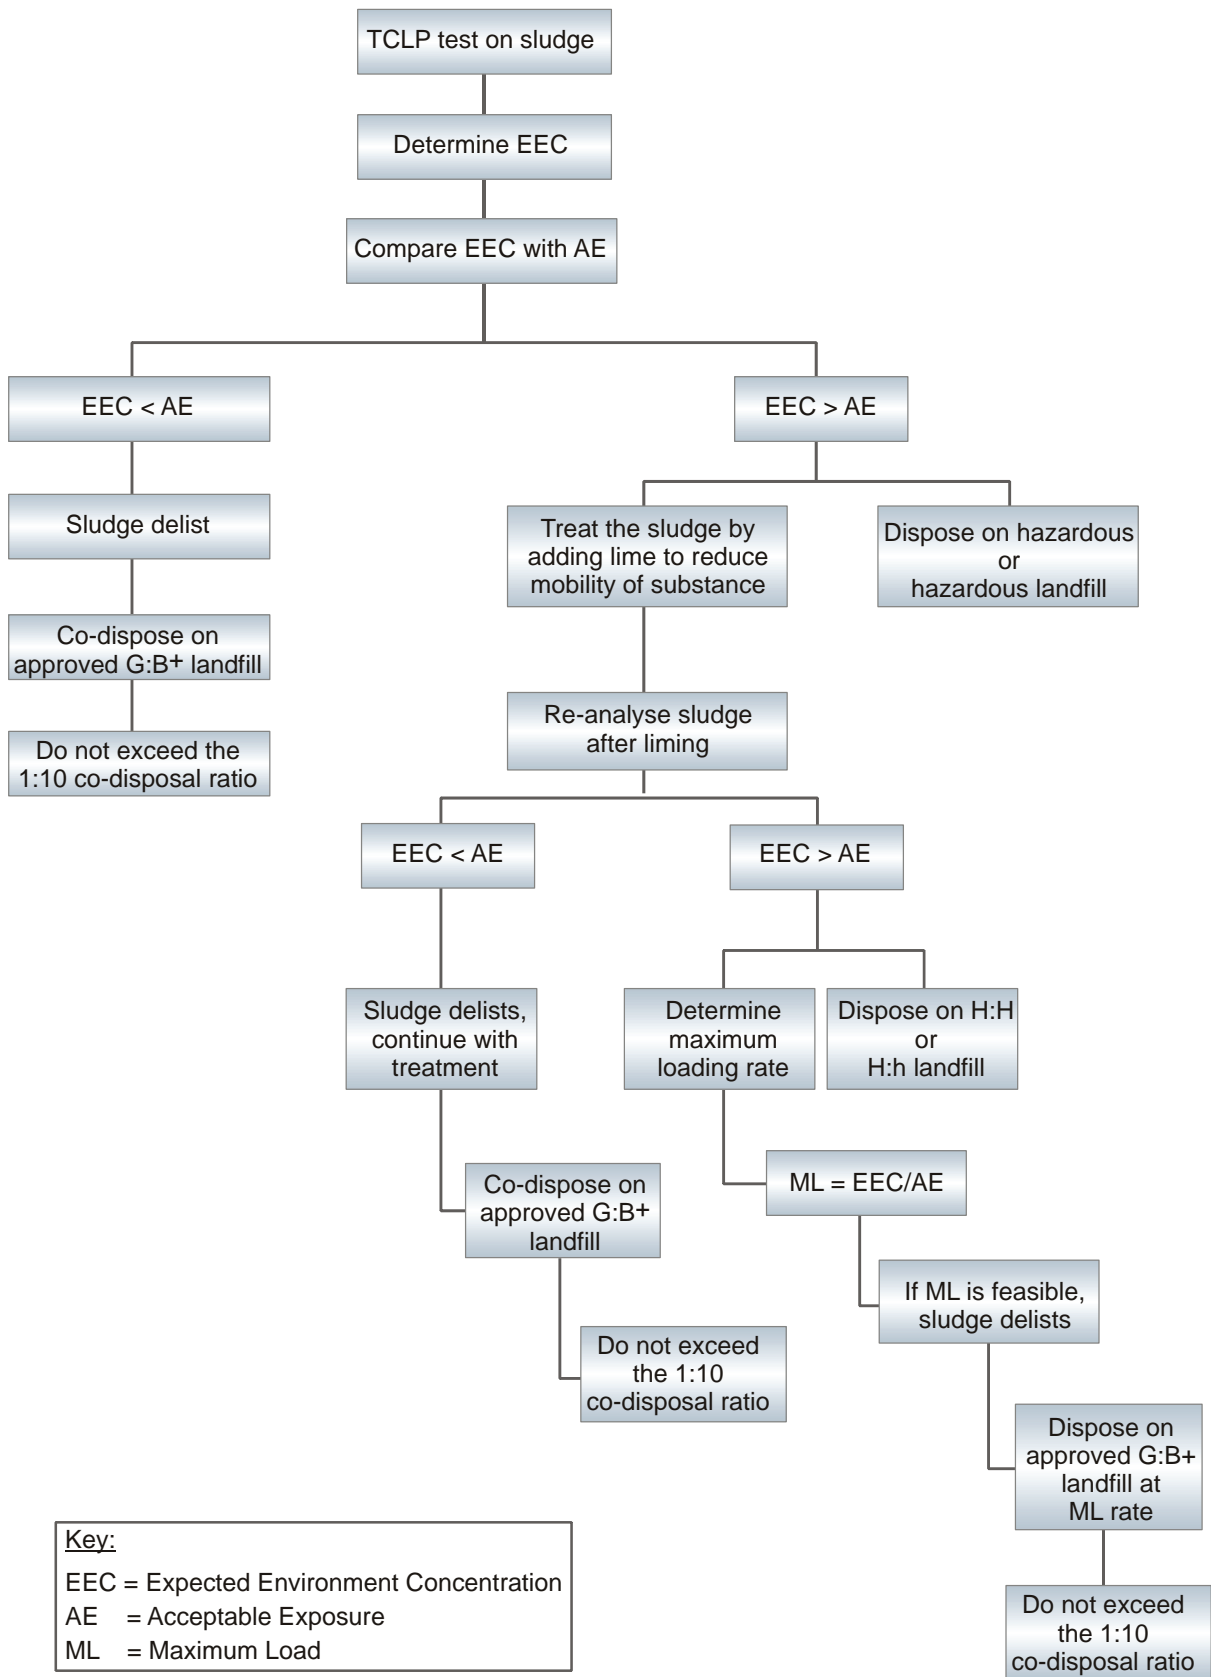 TCLP test on sludge
Determine EEC
Compare EEC with AE
EEC < AE
EEC > AE
Sludge delist
Treat the sludge by
adding lime to reduce
mobility of substance
Dispose on hazardous
or
hazardous landfill
Co-dispose on
approved G:B+ landfill
Re-analyse sludge
after liming
Do not exceed the
1:10 co-disposal ratio
EEC < AE
EEC > AE
Sludge delists,
continue with
treatment
Determine
maximum
loading rate
Dispose on H:H
or
H:h landfill
Co-dispose on
approved G:B+
landfill
ML = EEC/AE
If ML is feasible,
sludge delists
Do not exceed
the 1:10
co-disposal ratio
Dispose on
approved G:B+
landfill at
ML rate
Do not exceed
the 1:10
co-disposal ratio
Key:
EEC = Expected Environment Concentration
AE = Acceptable Exposure
ML = Maximum Load